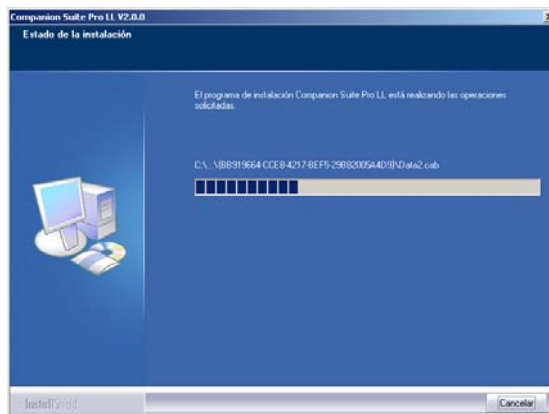 Companion Suite Pro LL V2.0.0
Estado de la instalación
El programa de instalación Companion Suite Pro LL está realizando las operaciones
solicitadas.
C:\...\{BB919664-CCE8-4217-BEF5-29B82005A4D9}\Data2.cab
InstallShield
Cancelar